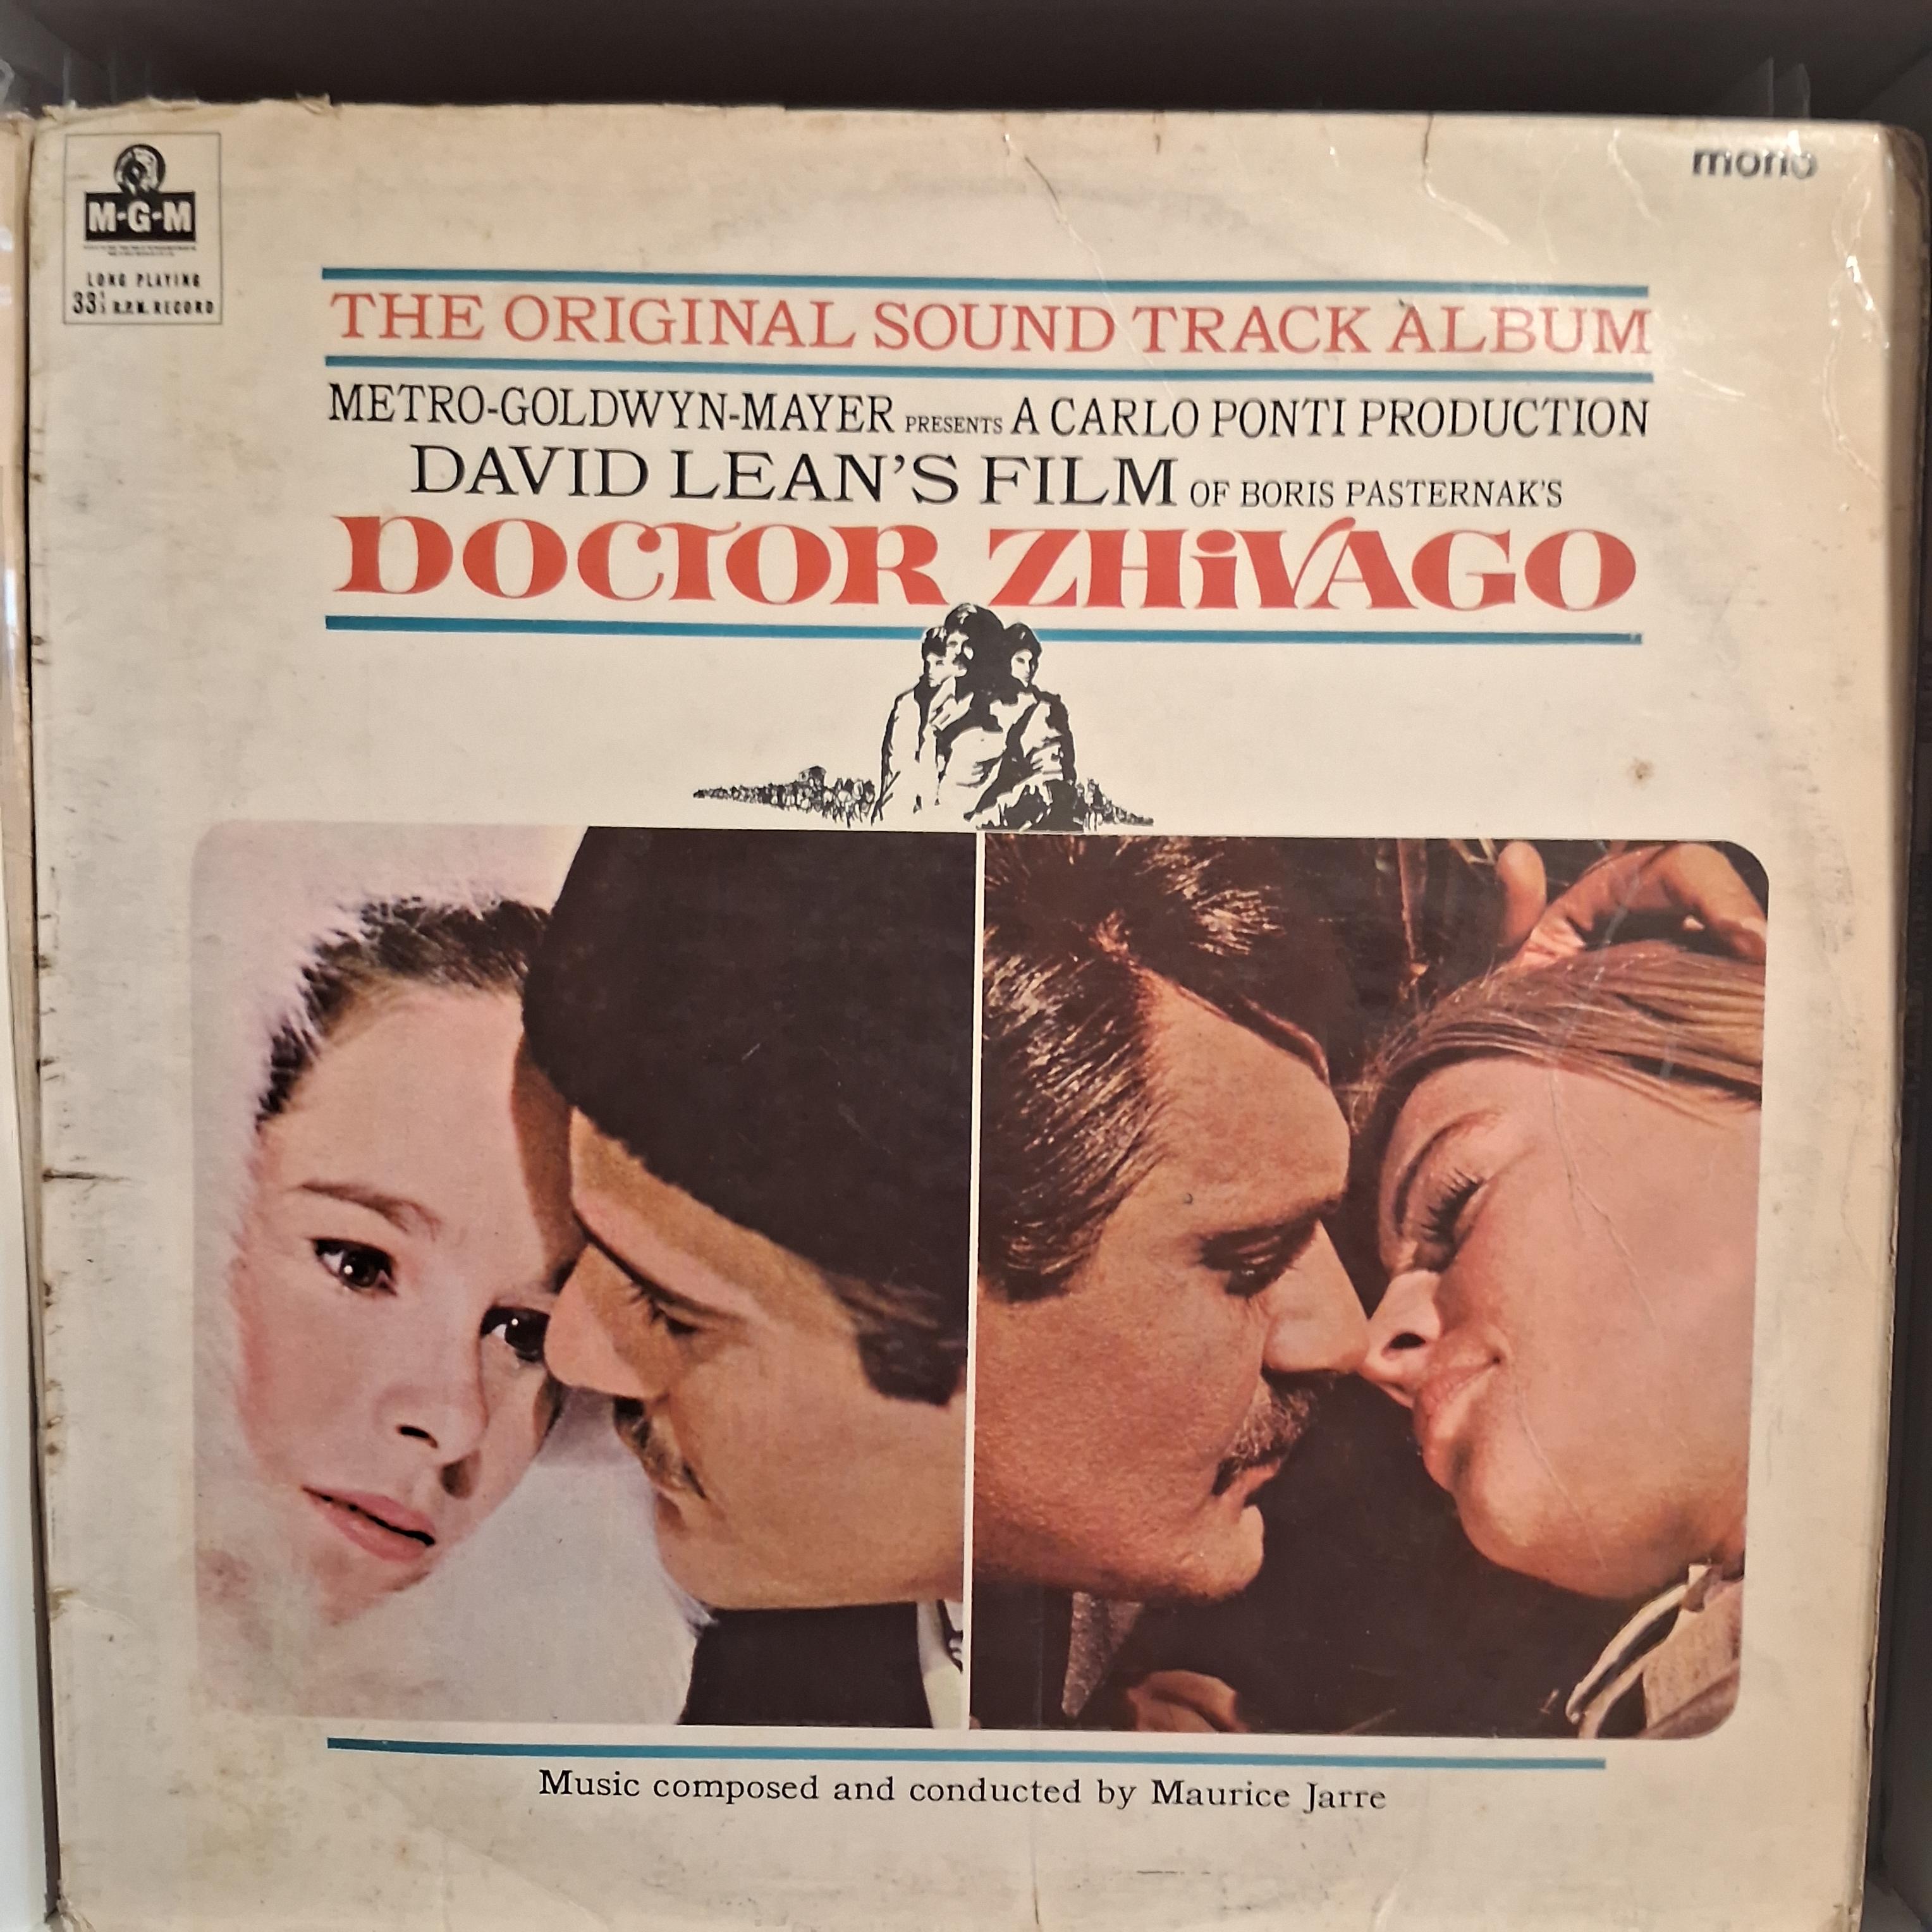 mono
M-G-M
LONG PLAYING
33⅓ R.P.M. RECORD
THE ORIGINAL SOUND TRACK ALBUM
METRO-GOLDWYN-MAYER PRESENTS A CARLO PONTI PRODUCTION
DAVID LEAN'S FILM OF BORIS PASTERNAK'S
DOCTOR ZHiVAGO
Music composed and conducted by Maurice Jarre